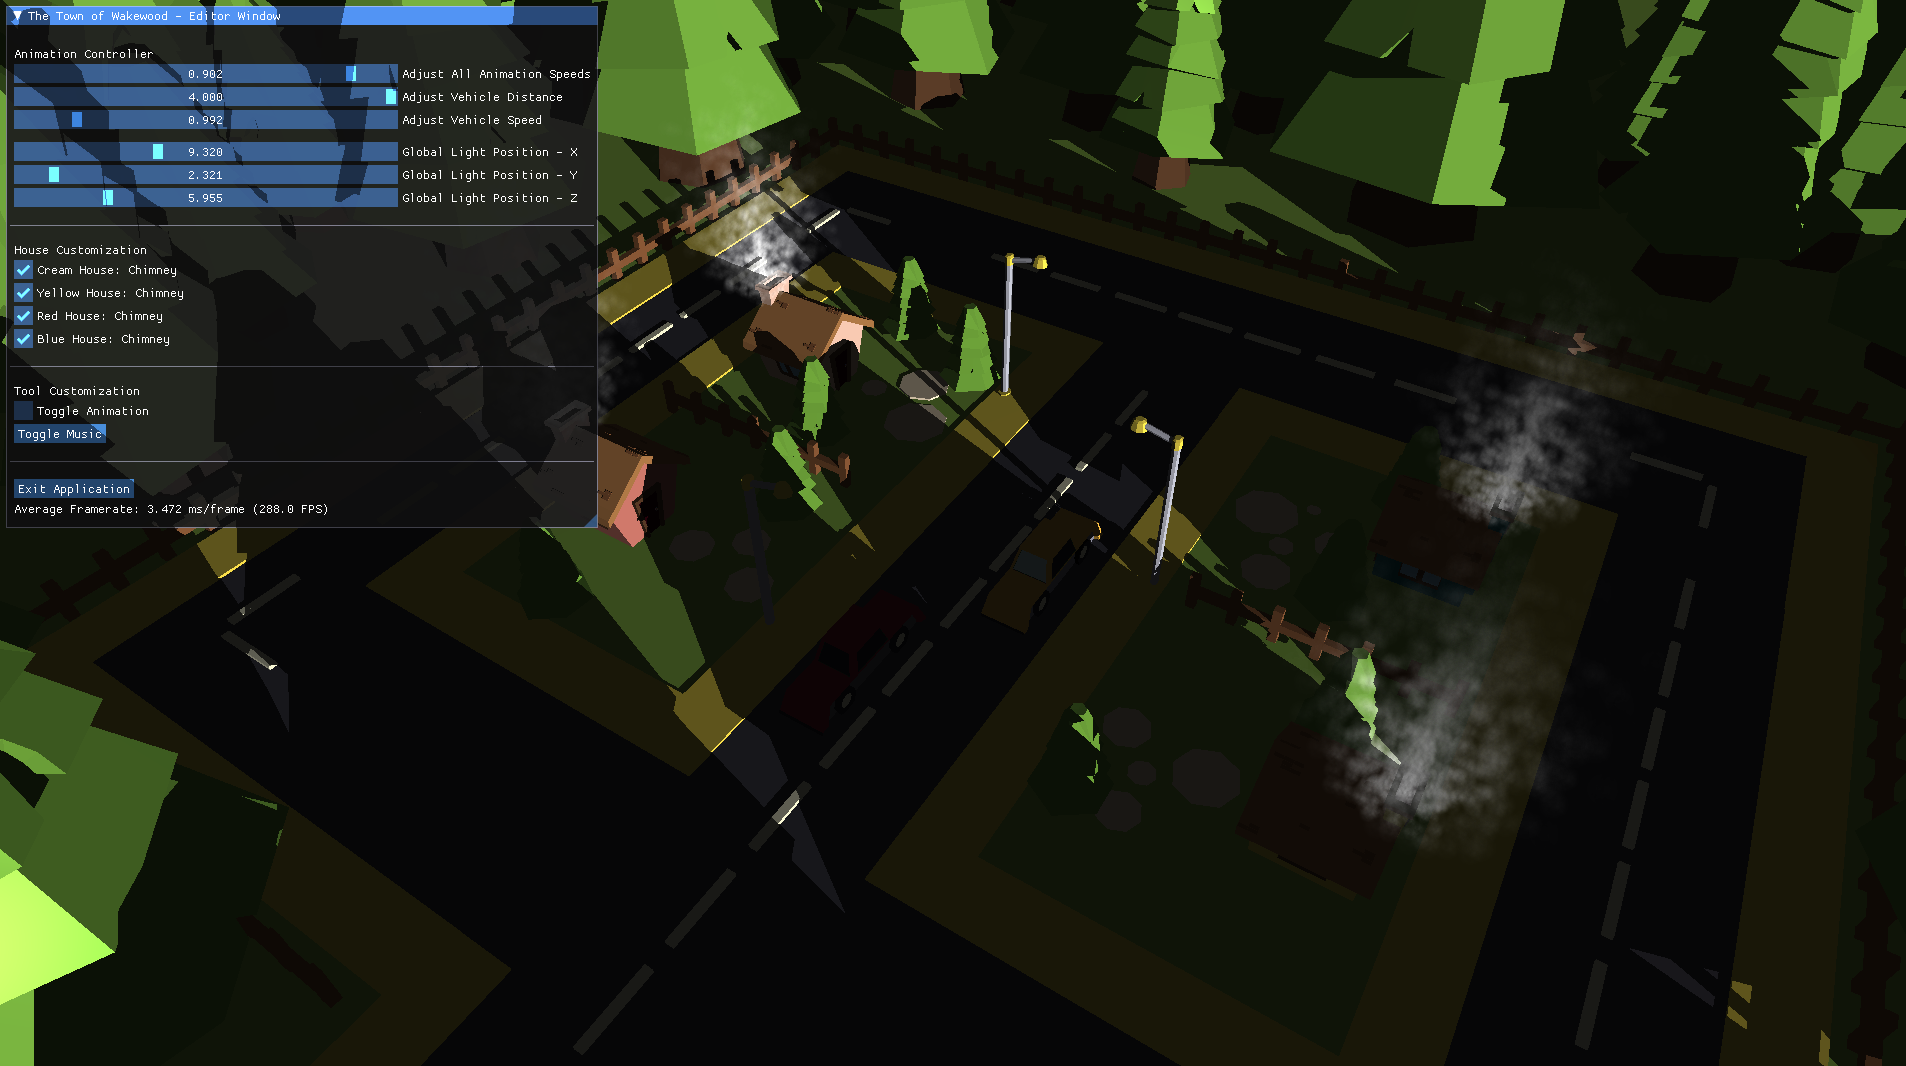 The Town of Wakewood - Editor Window
Animation Controller
0.902 Adjust All Animation Speeds
4.000 Adjust Vehicle Distance
0.992 Adjust Vehicle Speed
9.320 Global Light Position - X
2.321 Global Light Position - Y
5.955 Global Light Position - Z
House Customization
Cream House: Chimney
Yellow House: Chimney
Red House: Chimney
Blue House: Chimney
Tool Customization
Toggle Animation
Toggle Music
Exit Application
Average Framerate: 3.472 ms/frame (288.0 FPS)